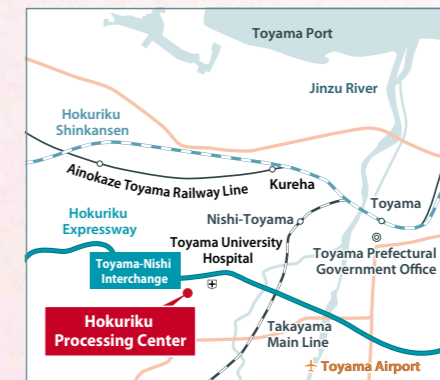 Toyama Port
Jinzu River
Hokuriku
Shinkansen
Ainokaze Toyama Railway Line
Kureha
Toyama
Nishi-Toyama
Hokuriku
Expressway
Toyama University
Hospital
Toyama Prefectural
Government Office
Toyama-Nishi
Interchange
Hokuriku
Processing Center
Takayama
Main Line
Toyama Airport